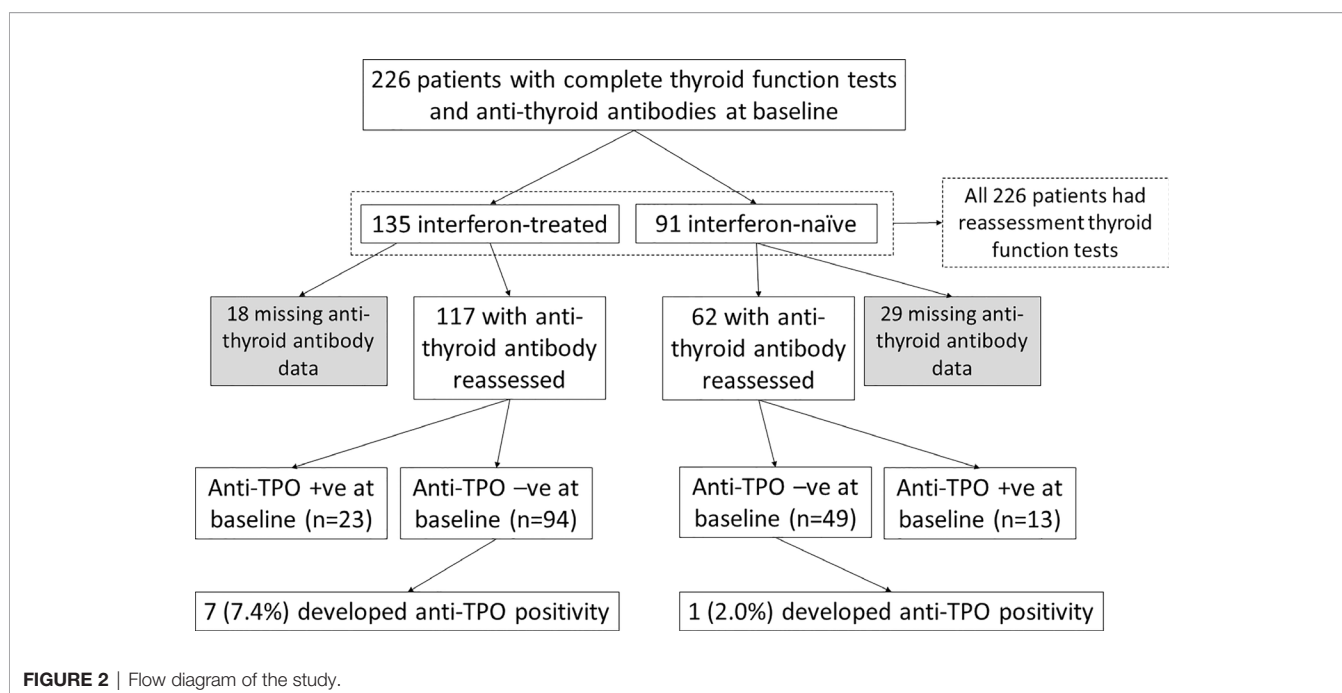 226 patients with complete thyroid function tests
and anti-thyroid antibodies at baseline
135 interferon-treated
91 interferon-naïve
All 226 patients had
reassessment thyroid
function tests
18 missing anti-
thyroid antibody
data
117 with anti-
thyroid antibody
reassessed
62 with anti-
thyroid antibody
reassessed
29 missing anti-
thyroid antibody
data
Anti-TPO +ve at
baseline (n=23)
Anti-TPO –ve at
baseline (n=94)
Anti-TPO –ve at
baseline (n=49)
Anti-TPO +ve at
baseline (n=13)
7 (7.4%) developed anti-TPO positivity
1 (2.0%) developed anti-TPO positivity
FIGURE 2 | Flow diagram of the study.